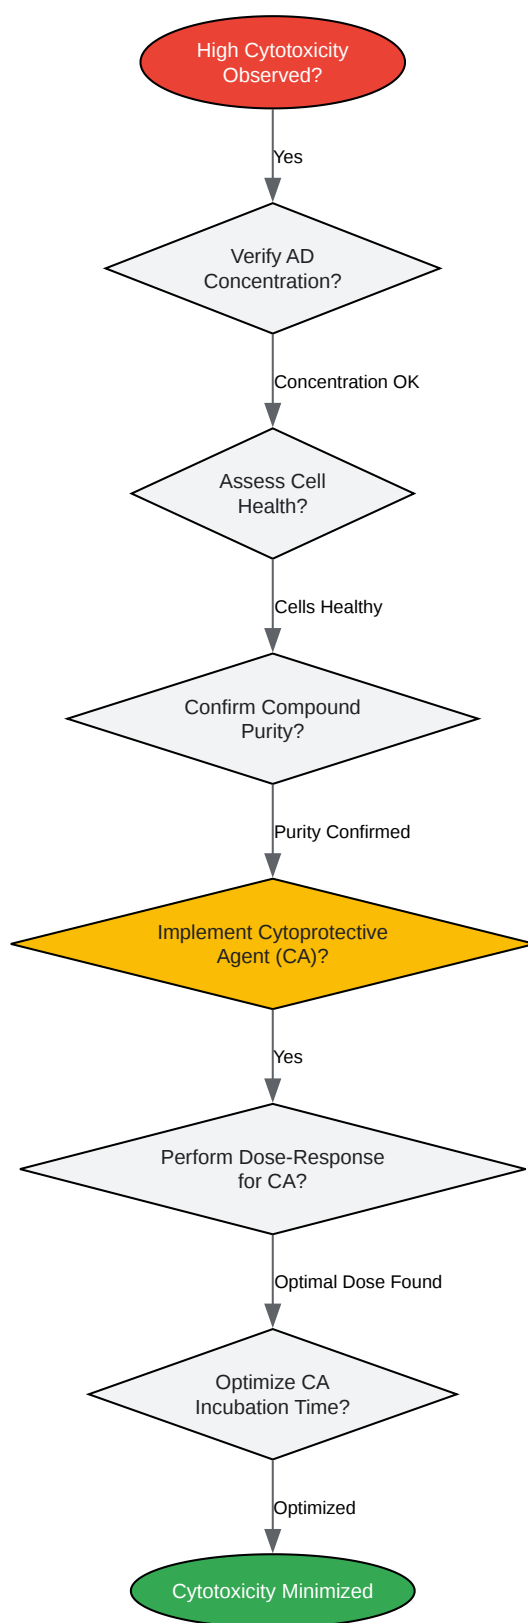 High Cytotoxicity
Observed?
Yes
Verify AD
Concentration?
Concentration OK
Assess Cell
Health?
Cells Healthy
Confirm Compound
Purity?
Purity Confirmed
Implement Cytoprotective
Agent (CA)?
Yes
Perform Dose-Response
for CA?
Optimal Dose Found
Optimize CA
Incubation Time?
Optimized
Cytotoxicity Minimized